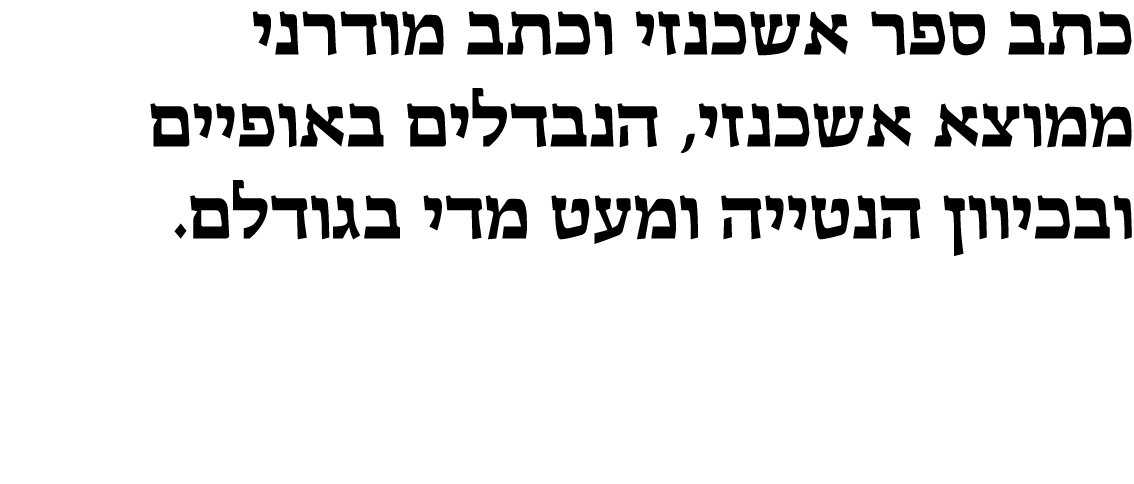 כתב ספר אשכנזי וכתב מודרני
ממוצא אשכנזי, הנבדלים באופיים
ובכיוון הנטייה ומעט מדי בגודלם.